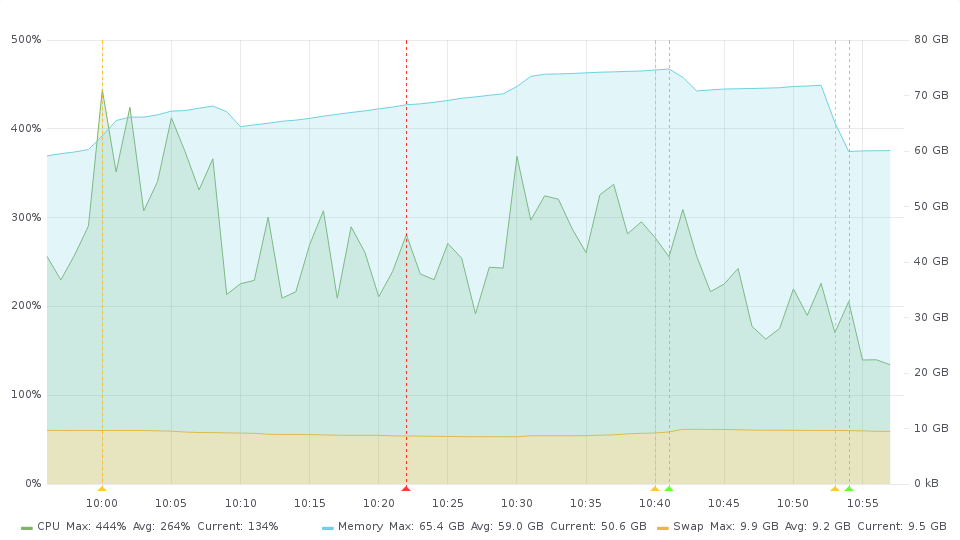 500% 80 GB
70 GB
400%
60 GB
300% 50 GB
40 GB
200% 30 GB
20 GB
100%
10 GB
0% 0 kB
10:00 10:05 10:10 10:15 10:20 10:25 10:30 10:35 10:40 10:45 10:50 10:55
CPU Max: 444% Avg: 264% Current: 134% Memory Max: 65.4 GB Avg: 59.0 GB Current: 50.6 GB Swap Max: 9.9 GB Avg: 9.2 GB Current: 9.5 GB